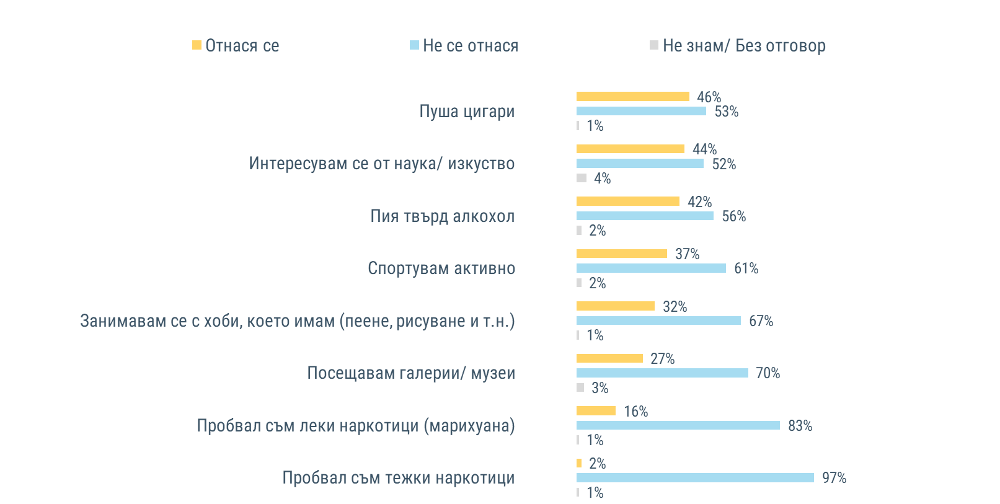 Отнася се
Не се отнася
Не знам/ Без отговор
Пуша цигари
46%
53%
1%
Интересувам се от наука/ изкуство
44%
52%
4%
Пия твърд алкохол
42%
56%
2%
Спортувам активно
37%
61%
2%
Занимавам се с хоби, което имам (пеене, рисуване и т.н.)
32%
67%
1%
Посещавам галерии/ музеи
27%
70%
3%
Пробвал съм леки наркотици (марихуана)
16%
83%
1%
Пробвал съм тежки наркотици
2%
97%
1%